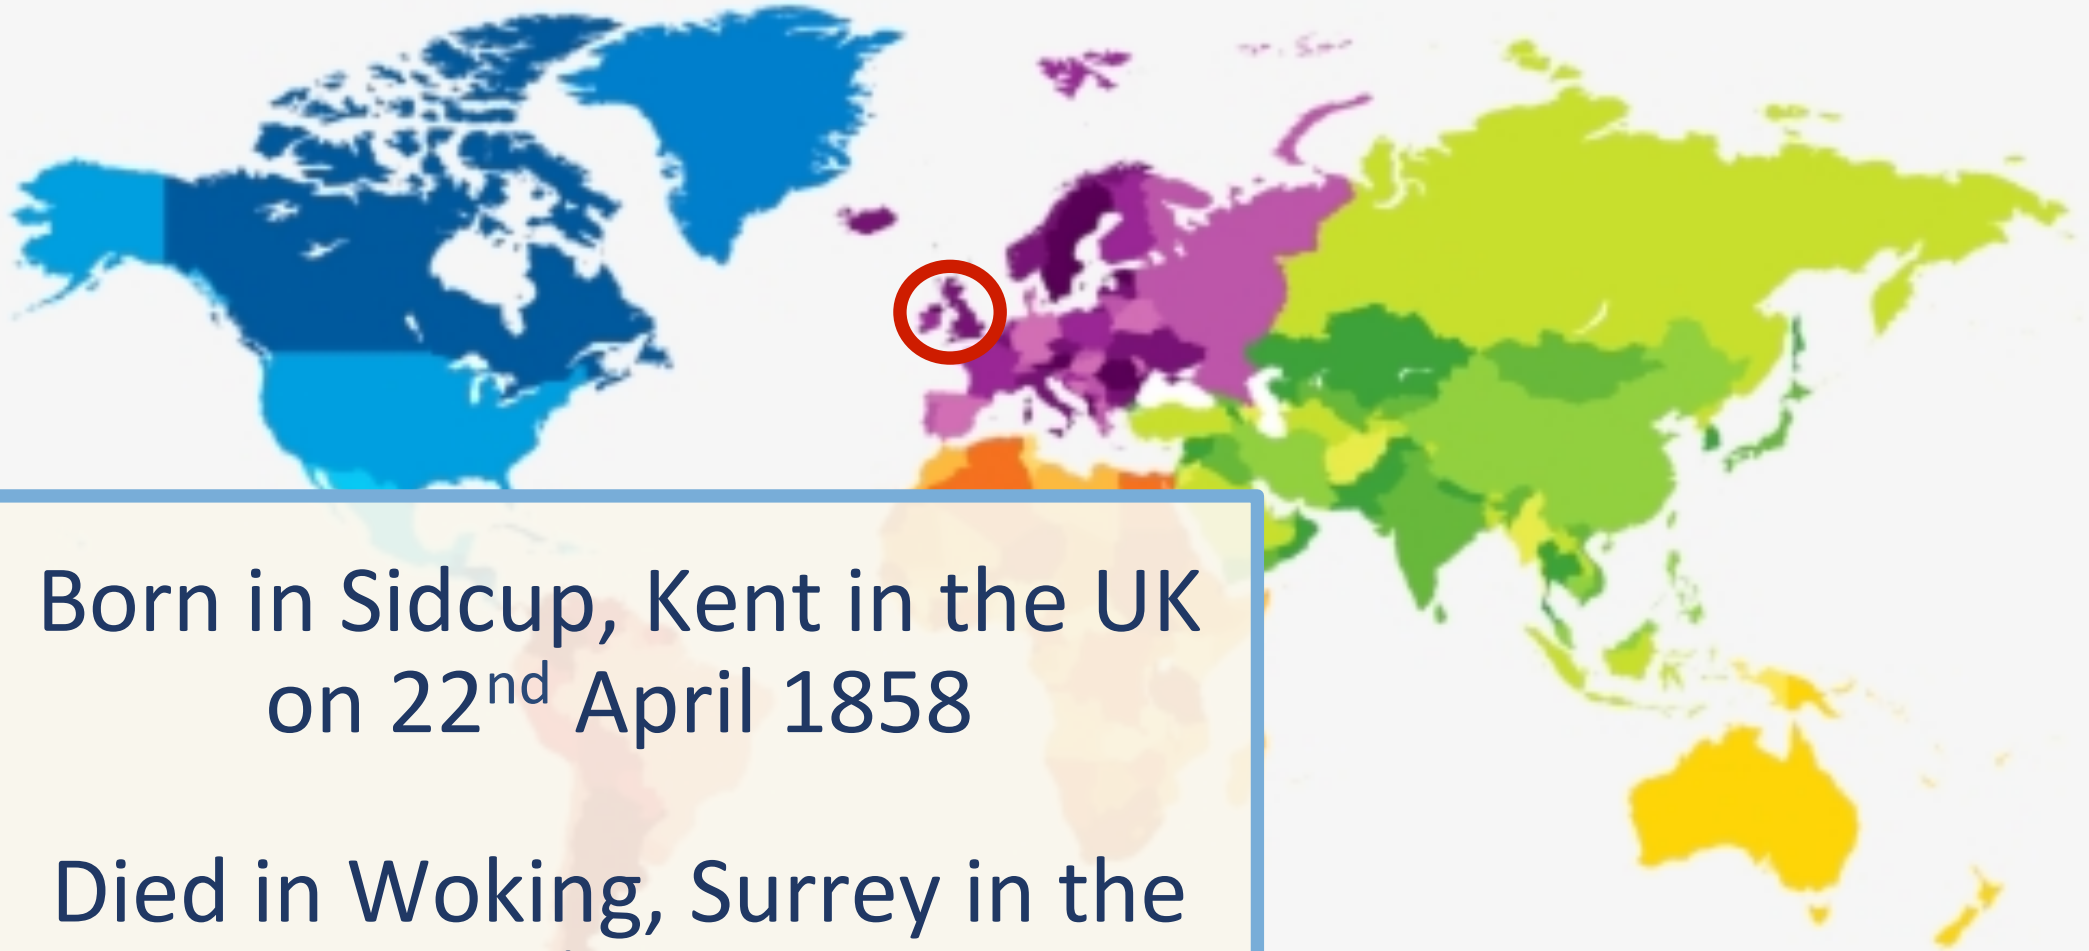 Born in Sidcup, Kent in the UK
on 22nd April 1858
Died in Woking, Surrey in the